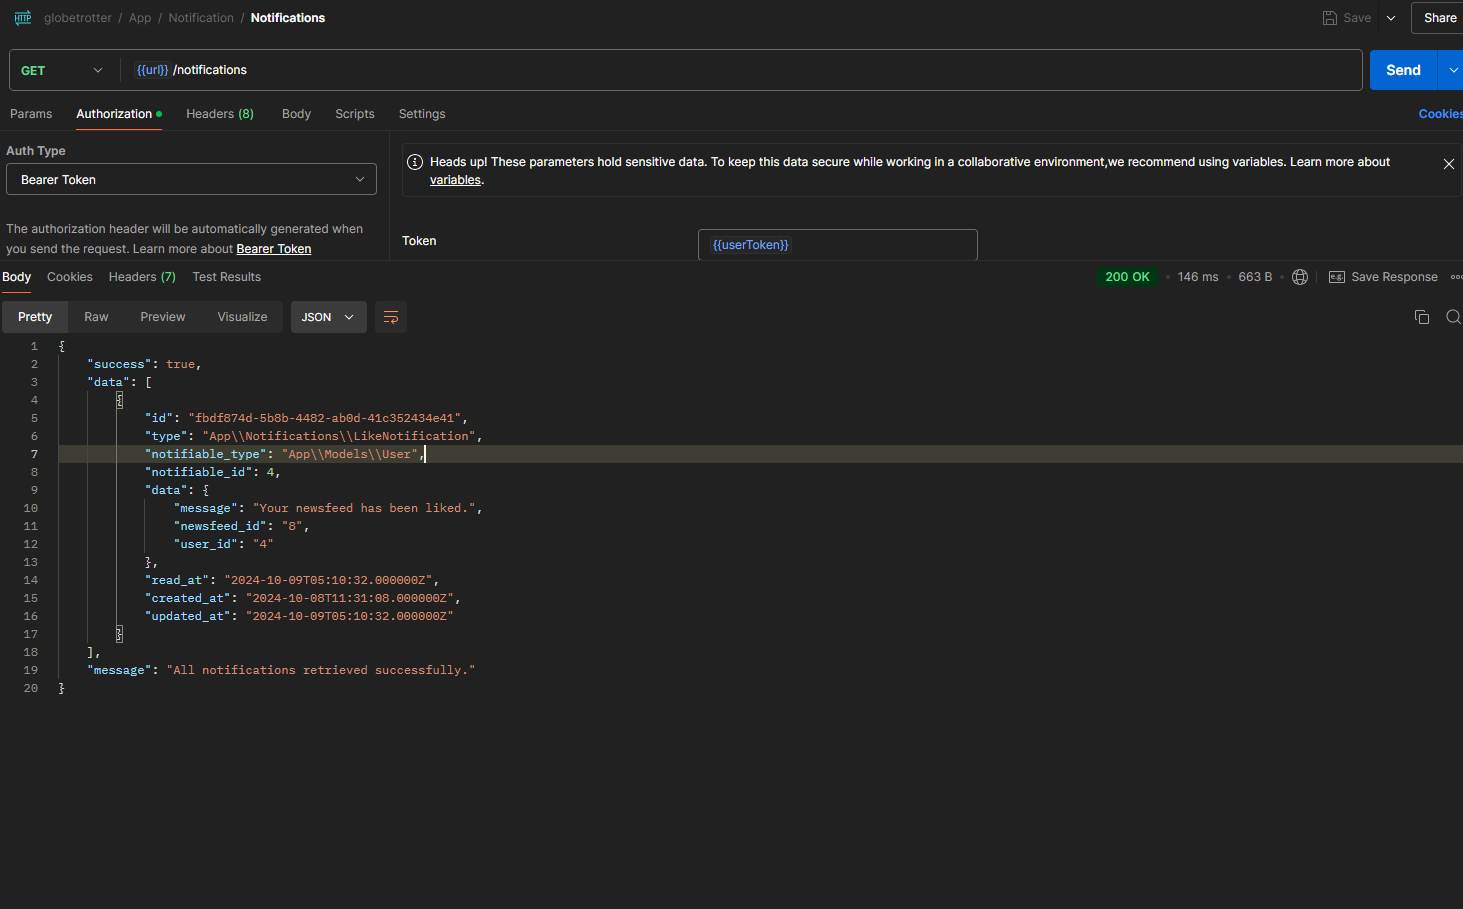 HTTP globetrotter / App / Notification / Notifications Save Share
GET {{url}} /notifications Send
Params Authorization Headers (8) Body Scripts Settings Cookies
Auth Type
Bearer Token
The authorization header will be automatically generated when
you send the request. Learn more about Bearer Token
Heads up! These parameters hold sensitive data. To keep this data secure while working in a collaborative environment,we recommend using variables. Learn more about
variables.
Token {{userToken}}
Body Cookies Headers (7) Test Results 200 OK • 146 ms • 663 B • e.g. Save Response
Pretty Raw Preview Visualize JSON
1 {
2 "success": true,
3 "data": [
4 {
5 "id": "fbdf874d-5b8b-4482-ab0d-41c352434e41",
6 "type": "App\\Notifications\\LikeNotification",
7 "notifiable_type": "App\\Models\\User",
8 "notifiable_id": 4,
9 "data": {
10 "message": "Your newsfeed has been liked.",
11 "newsfeed_id": "8",
12 "user_id": "4"
13 },
14 "read_at": "2024-10-09T05:10:32.000000Z",
15 "created_at": "2024-10-08T11:31:08.000000Z",
16 "updated_at": "2024-10-09T05:10:32.000000Z"
17 }
18 ],
19 "message": "All notifications retrieved successfully."
20 }